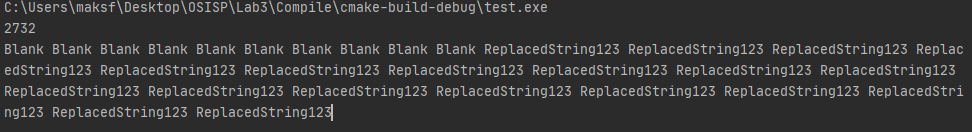 C:\Users\maksf\Desktop\OSISP\Lab3\Compile\cmake-build-debug\test.exe
2732
Blank Blank Blank Blank Blank Blank Blank Blank Blank Blank ReplacedString123 ReplacedString123 ReplacedString123 Replac
edString123 ReplacedString123 ReplacedString123 ReplacedString123 ReplacedString123 ReplacedString123 ReplacedString123
ReplacedString123 ReplacedString123 ReplacedString123 ReplacedString123 ReplacedString123 ReplacedString123 ReplacedStri
ng123 ReplacedString123 ReplacedString123